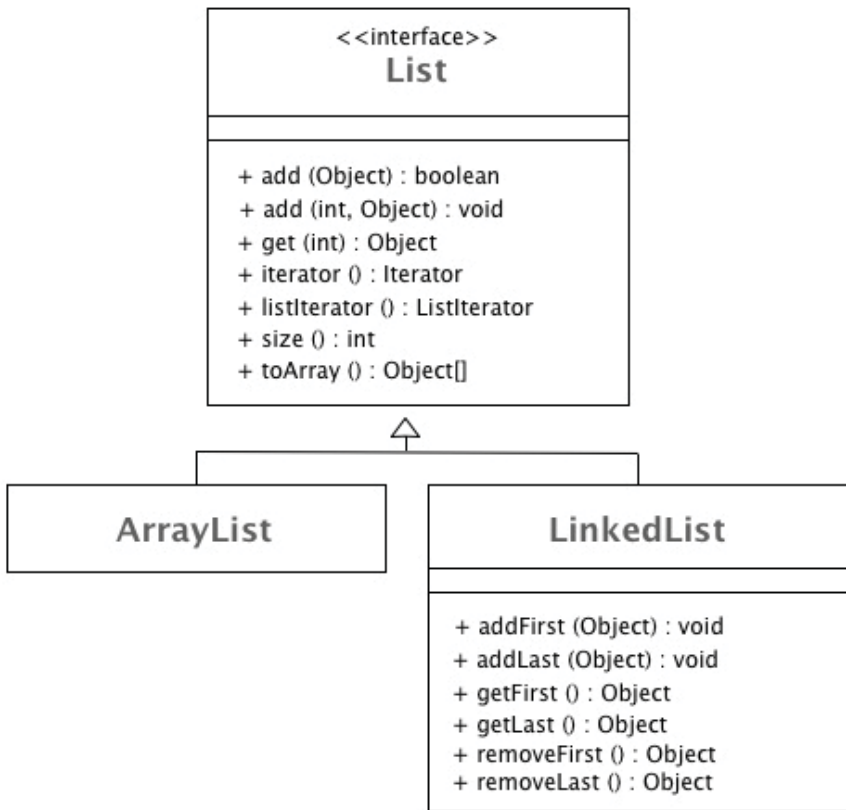 <<interface>>
List
+ add (Object) : boolean
+ add (int, Object) : void
+ get (int) : Object
+ iterator () : Iterator
+ listIterator () : ListIterator
+ size () : int
+ toArray () : Object[]
ArrayList
LinkedList
+ addFirst (Object) : void
+ addLast (Object) : void
+ getFirst () : Object
+ getLast () : Object
+ removeFirst () : Object
+ removeLast () : Object